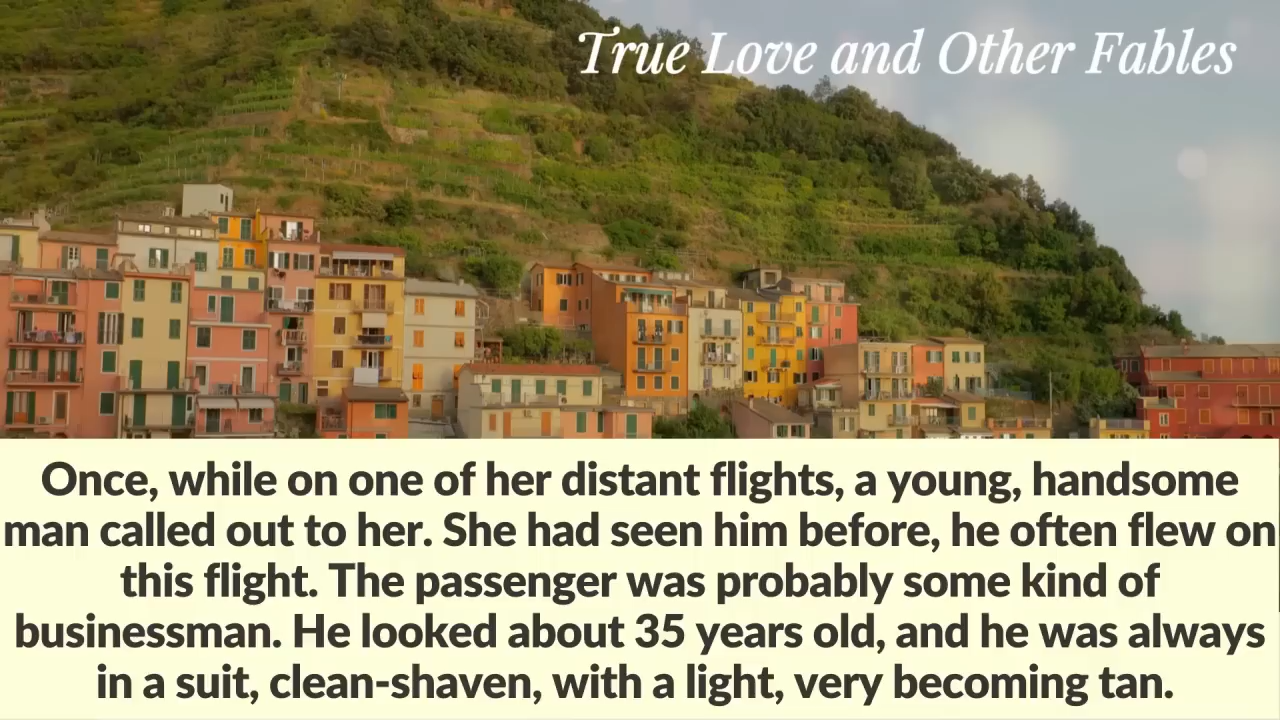 True Love and Other Fables
Once, while on one of her distant flights, a young, handsome
man called out to her. She had seen him before, he often flew on
this flight. The passenger was probably some kind of
businessman. He looked about 35 years old, and he was always
in a suit, clean-shaven, with a light, very becoming tan.